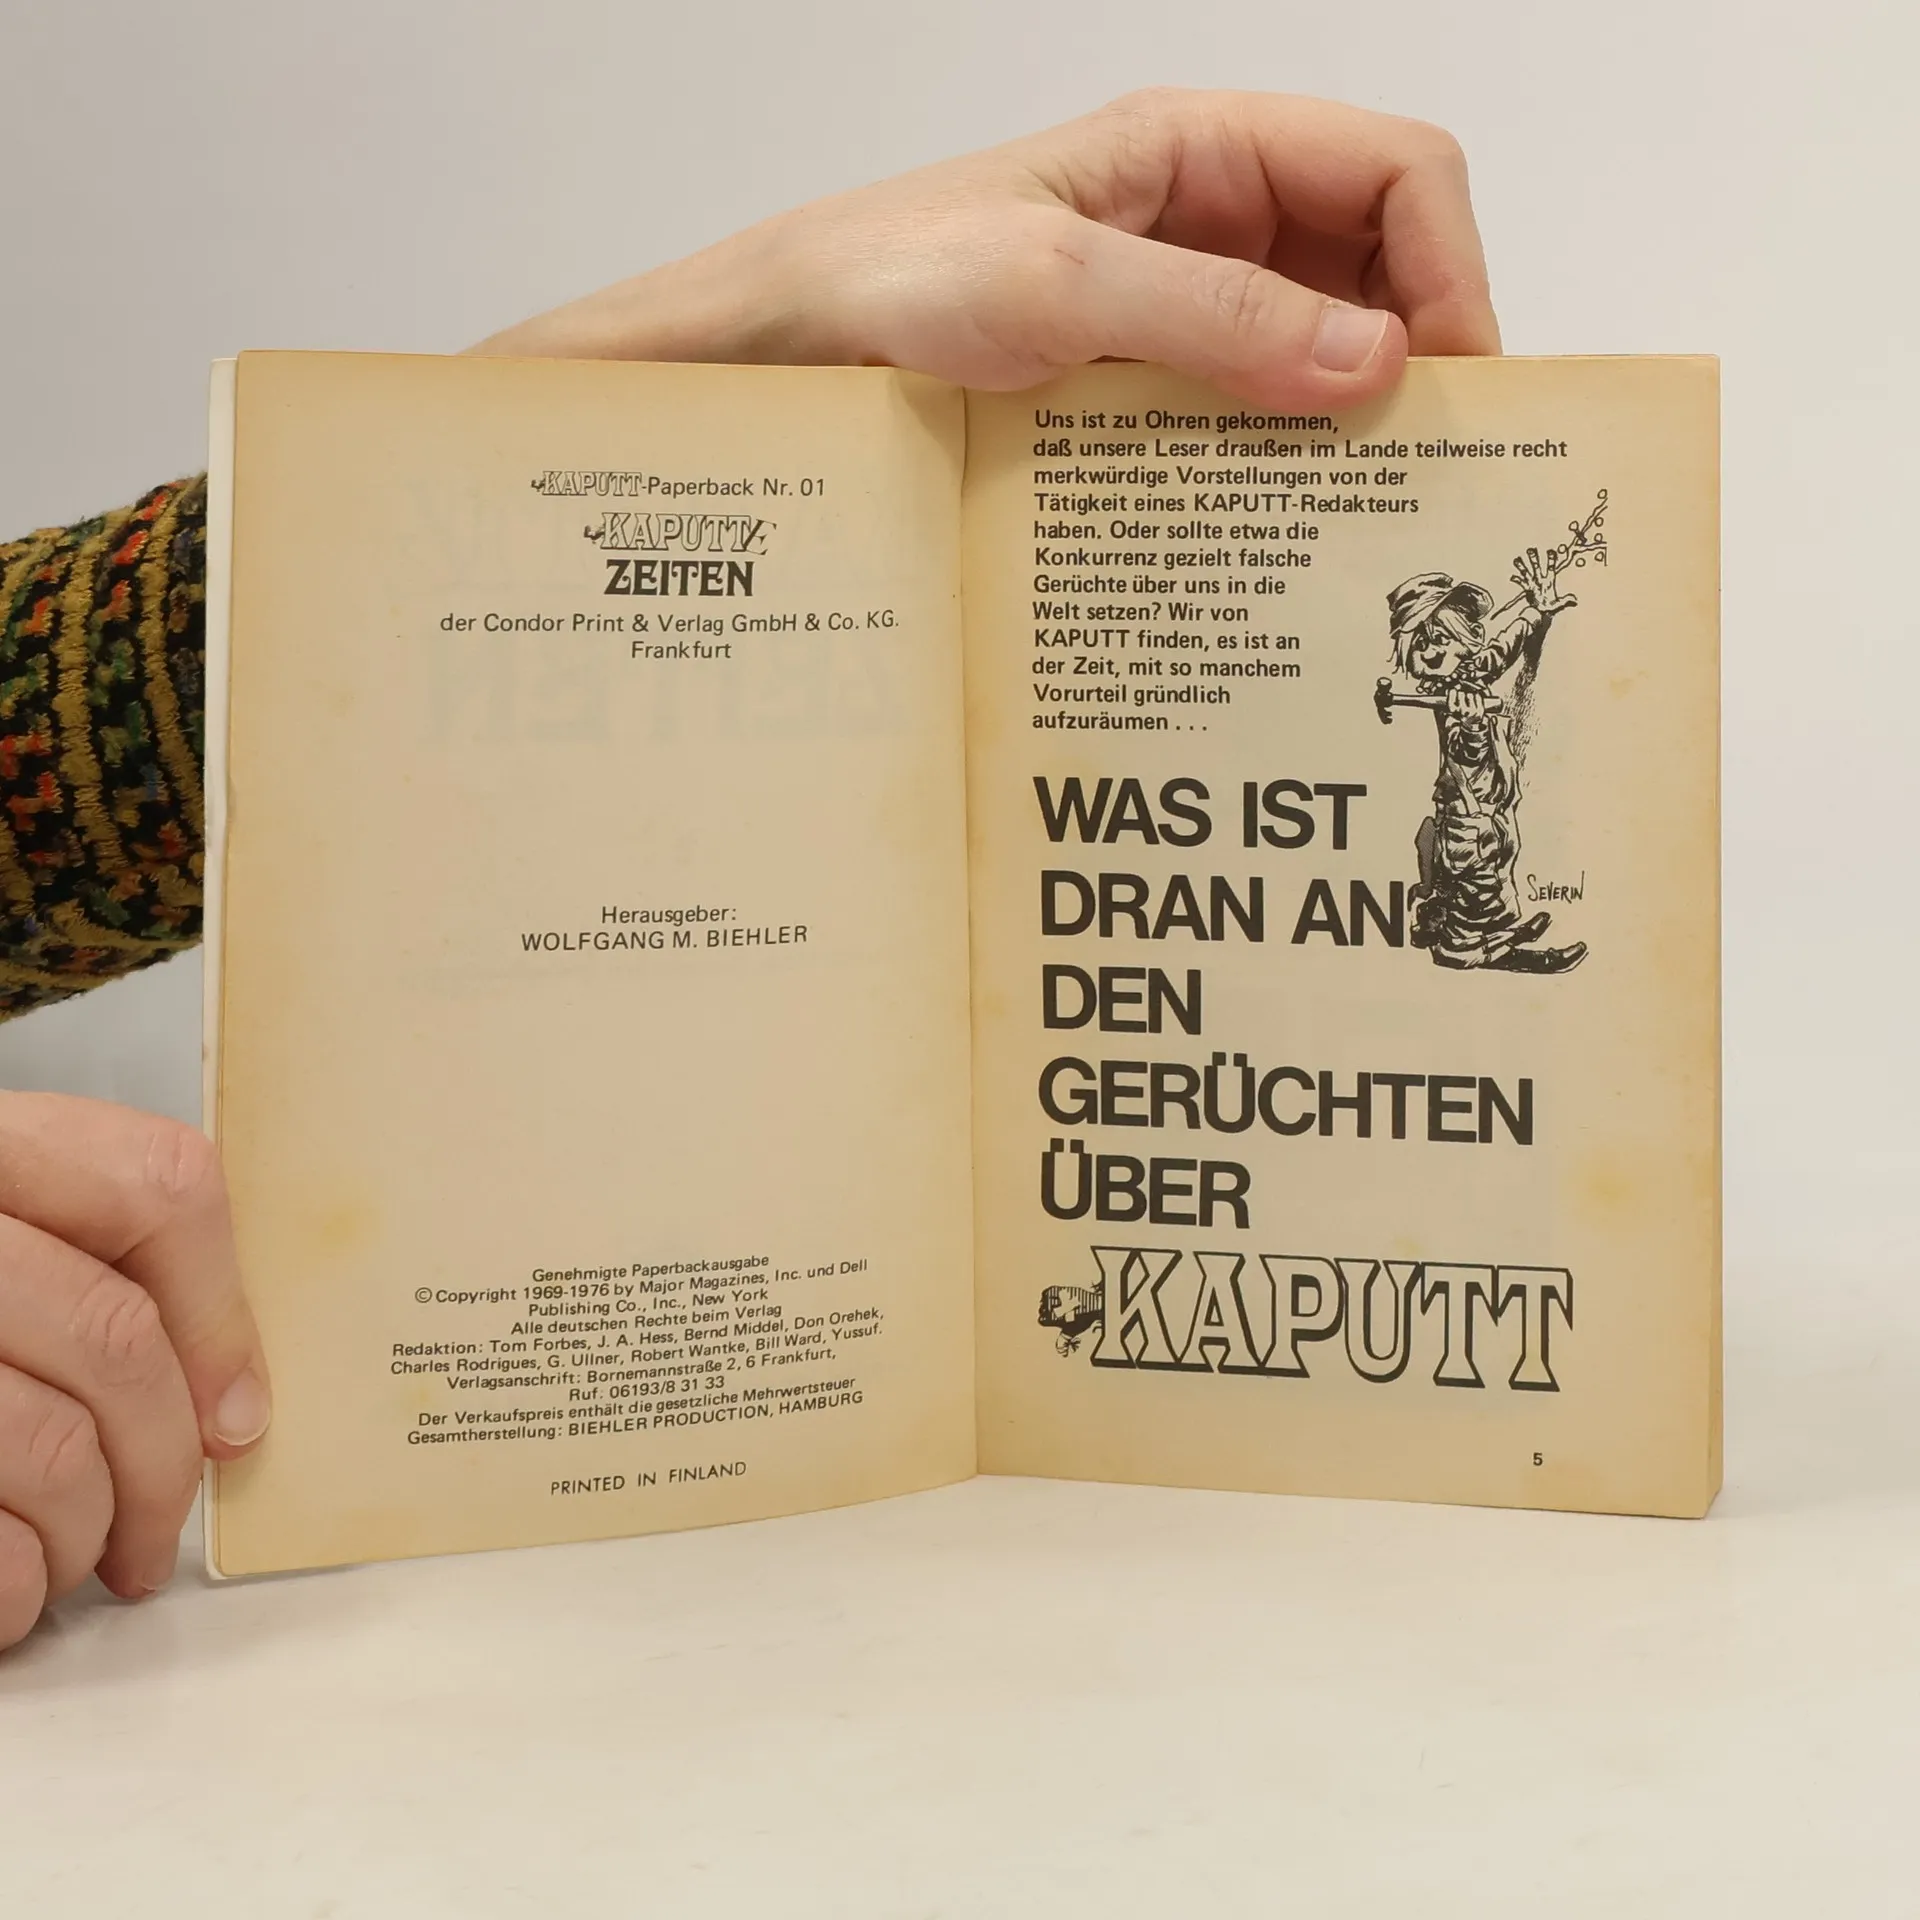 KAPUTT-Paperback Nr. 01
KAPUTTE
ZEITEN
der Condor Print & Verlag GmbH & Co. KG.
Frankfurt
Herausgeber:
WOLFGANG M. BIEHLER
Genehmigte Paperbackausgabe
© Copyright 1969-1976 by Major Magazines, Inc. und Dell
Publishing Co., Inc., New York
Alle deutschen Rechte beim Verlag
Redaktion: Tom Forbes, J. A. Hess, Bernd Middel, Don Orehek,
Charles Rodrigues, G. Ullner, Robert Wantke, Bill Ward, Yussuf.
Verlagsanschrift: Bornemannstraße 2, 6 Frankfurt,
Ruf: 06193/8 31 33
Der Verkaufspreis enthält die gesetzliche Mehrwertsteuer
Gesamtherstellung: BIEHLER PRODUCTION, HAMBURG
PRINTED IN FINLAND
Uns ist zu Ohren gekommen,
daß unsere Leser draußen im Lande teilweise recht
merkwürdige Vorstellungen von der
Tätigkeit eines KAPUTT-Redakteurs
haben. Oder sollte etwa die
Konkurrenz gezielt falsche
Gerüchte über uns in die
Welt setzen? Wir von
KAPUTT finden, es ist an
der Zeit, mit so manchem
Vorurteil gründlich
aufzuräumen . . .
SEVERIN
WAS IST
DRAN AN
DEN
GERÜCHTEN
ÜBER
KAPUTT
5